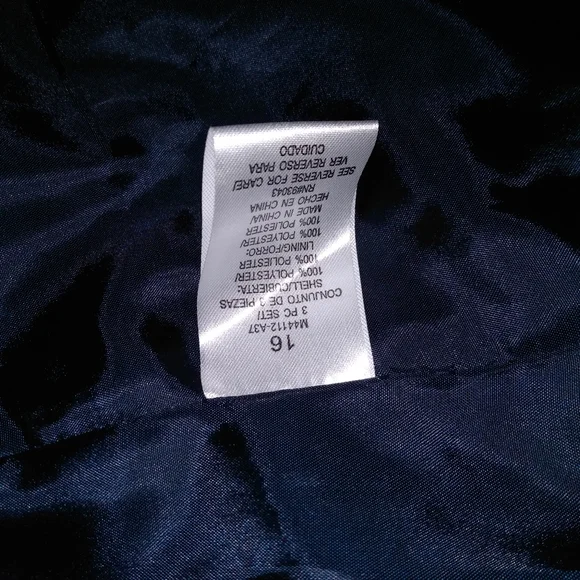 16
M44112-A37
3 PC SET/
CONJUNTO DE 3 PIEZAS
SHELL/CUBIERTA:
100% POLYESTER/
100% POLIESTER
LINING/FORRO:
100% POLYESTER/
100% POLIESTER
MADE IN CHINA/
HECHO EN CHINA
RN#93043
SEE REVERSE FOR CARE/
VER REVERSO PARA
CUIDADO